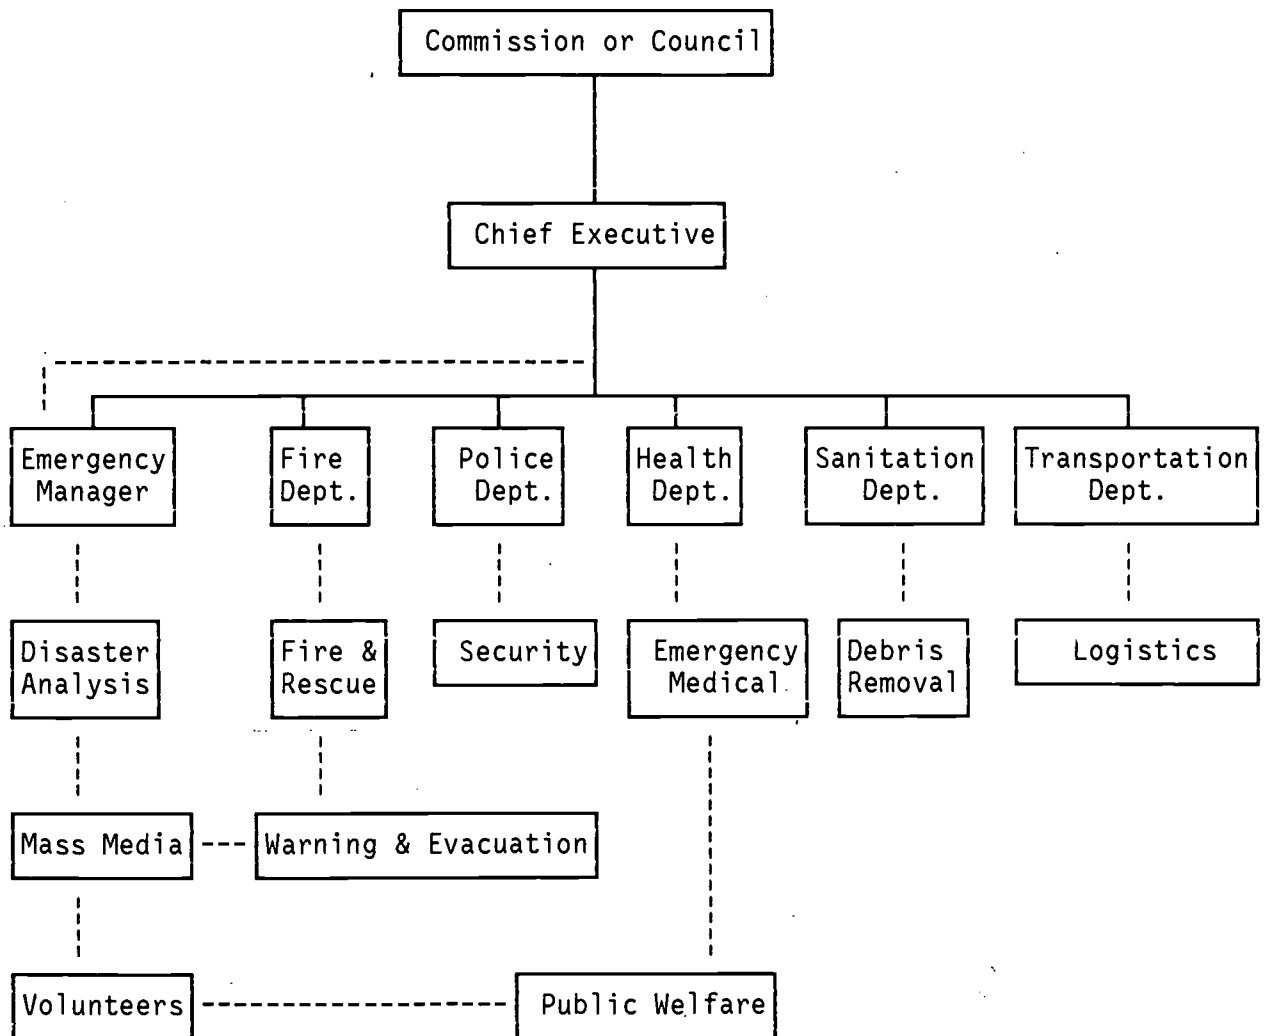 Commission or Council
Chief Executive
Emergency
Manager
Fire
Dept.
Police
Dept.
Health
Dept.
Sanitation
Dept.
Transportation
Dept.
Disaster
Analysis
Fire &
Rescue
Security
Emergency
Medical
Debris
Removal
Logistics
Mass Media
Warning & Evacuation
Volunteers
Public Welfare